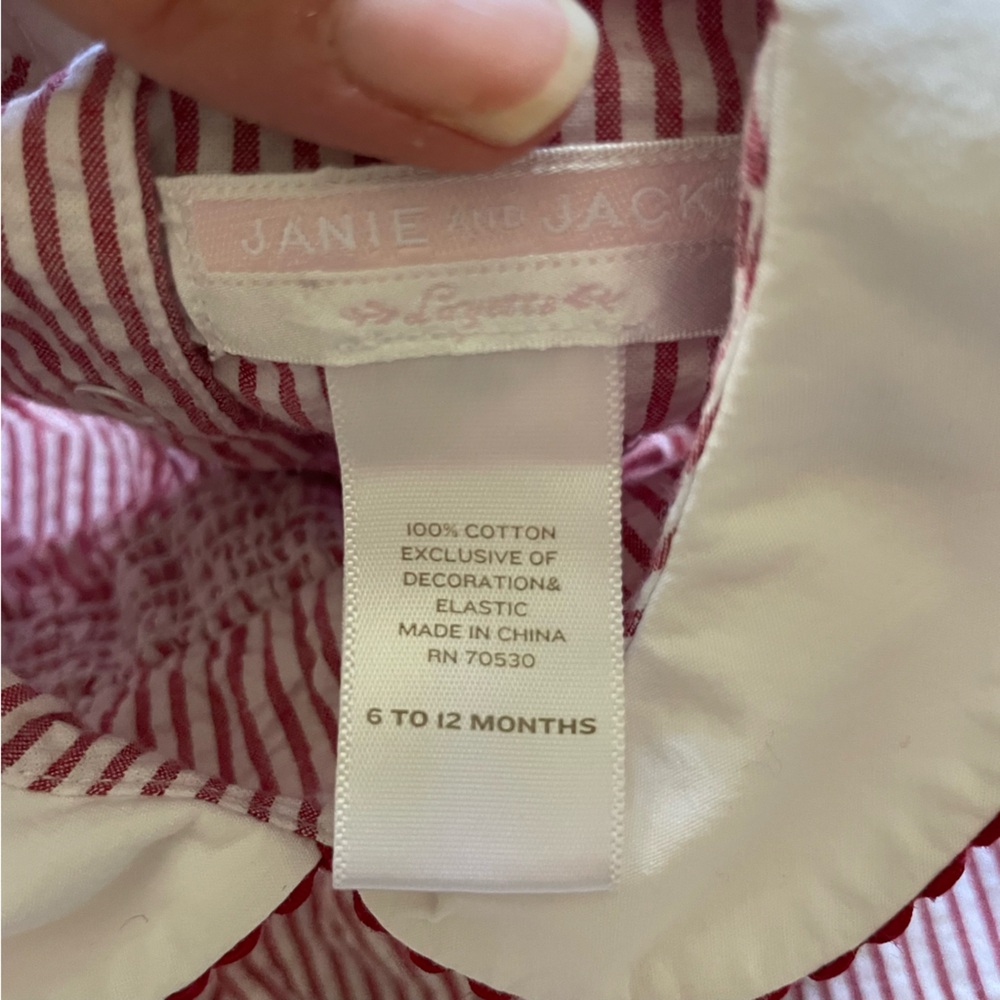 JANIE AND JACK
Layette
100% COTTON
EXCLUSIVE OF
DECORATION&
ELASTIC
MADE IN CHINA
RN 70530
6 TO 12 MONTHS